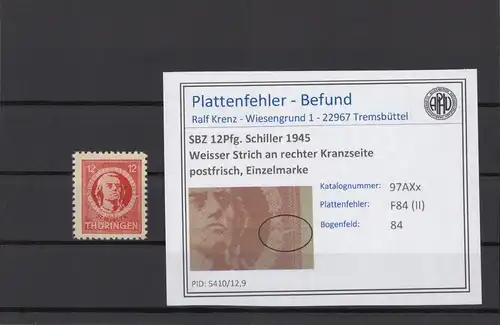 12 12
THÜRINGEN
Plattenfehler - Befund
Ralf Krenz - Wiesengrund 1 - 22967 Tremsbüttel
SBZ 12Pfg. Schiller 1945
Weisser Strich an rechter Kranzseite
postfrisch, Einzelmarke
Katalognummer: 97AXx
Plattenfehler: F84 (II)
Bogenfeld: 84
PID: 5410/12,9